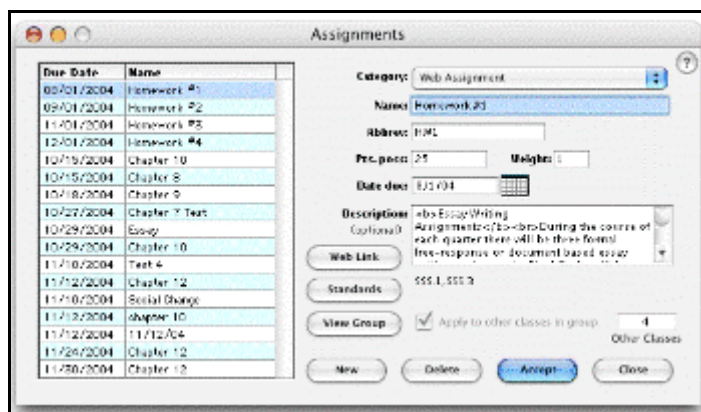 Assignments
?
Due Date Name
08/01/2004 Homework #1
09/01/2004 Homework #2
11/01/2004 Homework #3
12/01/2004 Homework #4
10/15/2004 Chapter 10
10/15/2004 Chapter 8
10/18/2004 Chapter 9
10/27/2004 Chapter 7 Test
10/29/2004 Essay
10/29/2004 Chapter 10
11/10/2004 Test 4
11/12/2004 Chapter 12
11/10/2004 Social Change
11/12/2004 chapter 10
11/12/2004 11/12/04
11/24/2004 Chapter 12
11/30/2004 Chapter 12
Category: Web Assignment
Name: Homework #1
Abbrev: HW1
Pts. poss: 25 Weight: 1
Date due: 8/1/04
Description: <b> Essay Writing
(optional) Assignments</b><br>During the course of
each quarter there will be three formal
free-response or document based essay
Web Link
Standards
View Group
Apply to other classes in group
4
Other Classes
New Delete Accept Close